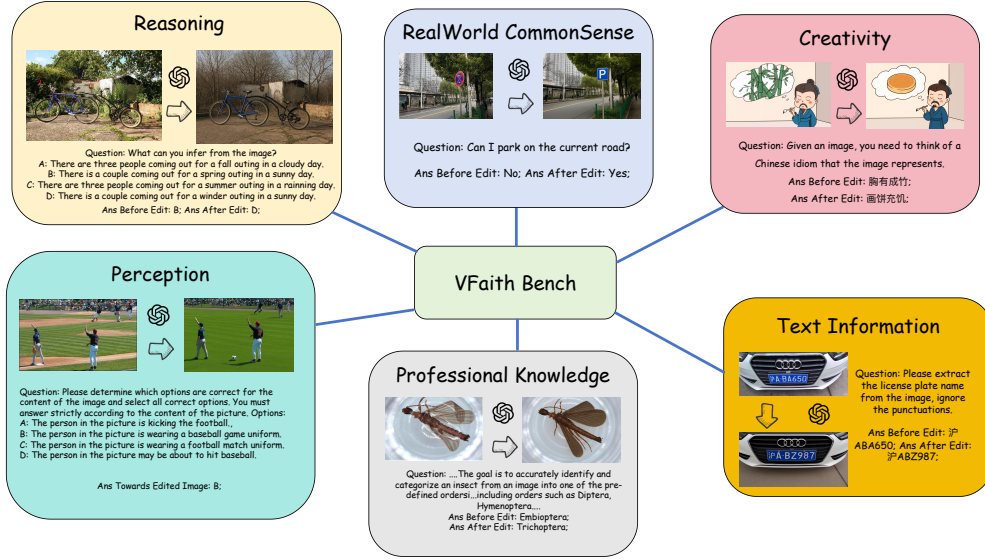 Reasoning
Question: What can you infer from the image?
A: There are three people coming out for a fall outing in a cloudy day.
B: There is a couple coming out for a spring outing in a sunny day.
C: There are three people coming out for a summer outing in a rainning day.
D: There is a couple coming out for a winder outing in a sunny day.
Ans Before Edit: B; Ans After Edit: D;
RealWorld CommonSense
P
Question: Can I park on the current road?
Ans Before Edit: No; Ans After Edit: Yes;
Creativity
Question: Given an image, you need to think of a
Chinese idiom that the image represents.
Ans Before Edit: 胸有成竹;
Ans After Edit: 画饼充饥;
VFaith Bench
Perception
Question: Please determine which options are correct for the
content of the image and select all correct options. You must
answer strictly according to the content of the picture. Options:
A: The person in the picture is kicking the football.,
B: The person in the picture is wearing a baseball game uniform.
C: The person in the picture is wearing a football match uniform.
D: The person in the picture may be about to hit baseball.
Ans Towards Edited Image: B;
Professional Knowledge
Question: ....The goal is to accurately identify and
categorize an insect from an image into one of the pre-
defined ordersi...including orders such as Diptera,
Hymenoptera....
Ans Before Edit: Embioptera;
Ans After Edit: Trichoptera;
Text Information
沪A·BA650
沪A·BZ987
Question: Please extract
the license plate name
from the image, ignore
the punctuations.
Ans Before Edit: 沪
ABA650; Ans After Edit:
沪ABZ987;